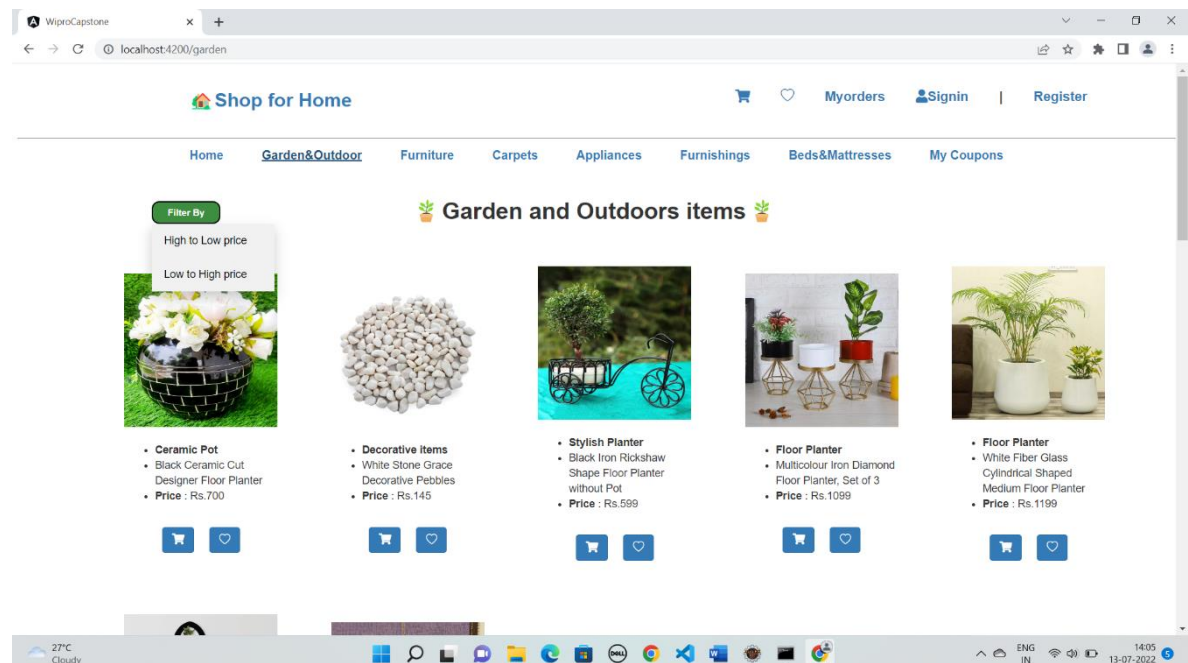 WiproCapstone
localhost:4200/garden
Shop for Home
Myorders
Signin
|
Register
Home
Garden&Outdoor
Furniture
Carpets
Appliances
Furnishings
Beds&Mattresses
My Coupons
Filter By
Garden and Outdoors items
High to Low price
Low to High price
Ceramic Pot
Black Ceramic Cut
Designer Floor Planter
Price : Rs.700
Decorative items
White Stone Grace
Decorative Pebbles
Price : Rs.145
Stylish Planter
Black Iron Rickshaw
Shape Floor Planter
without Pot
Price : Rs.599
Floor Planter
Multicolour Iron Diamond
Floor Planter, Set of 3
Price : Rs.1099
Floor Planter
White Fiber Glass
Cylindrical Shaped
Medium Floor Planter
Price : Rs.1199
27°C
Cloudy
DELL
ENG
IN
14:05
13-07-2022
5